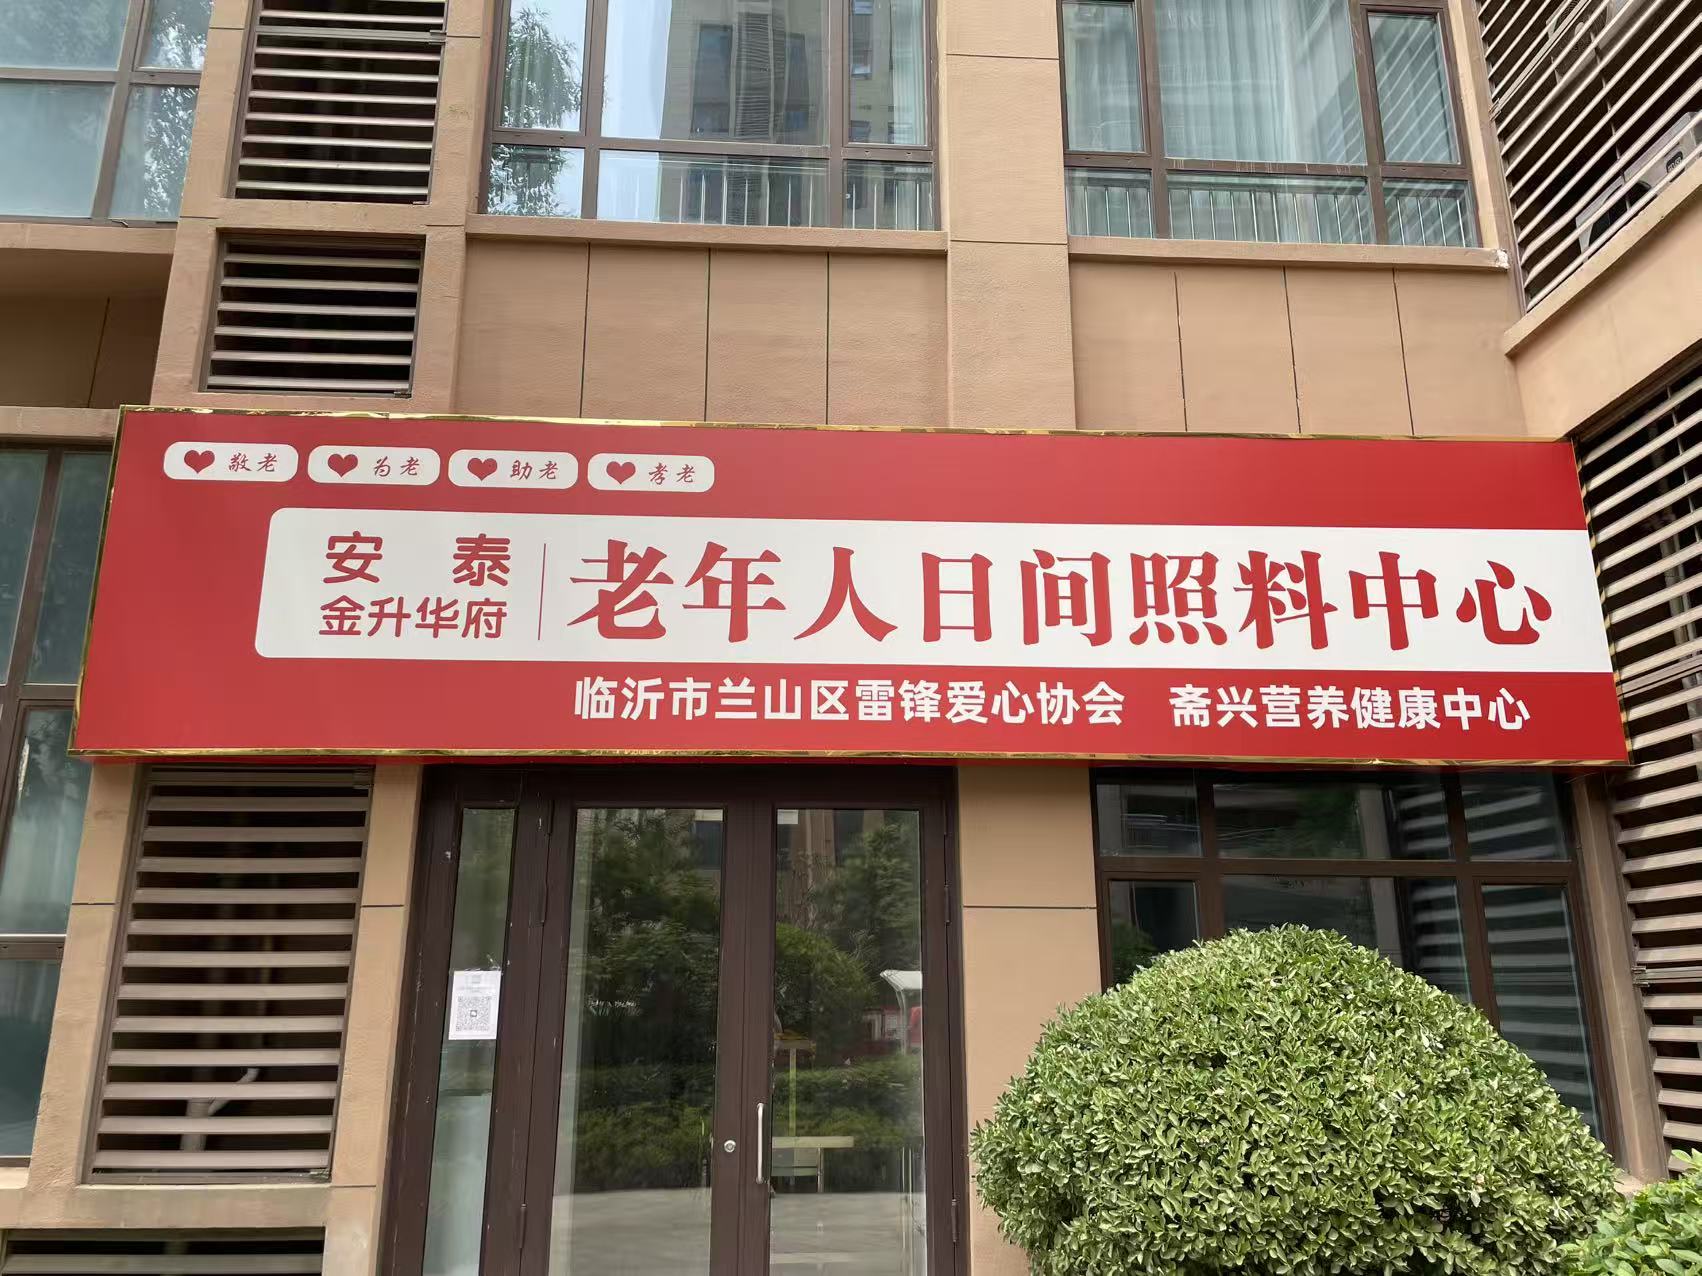 敬老 为老 助老 孝老
安泰
金升华府
老年人日间照料中心
临沂市兰山区雷锋爱心协会 斋兴营养健康中心